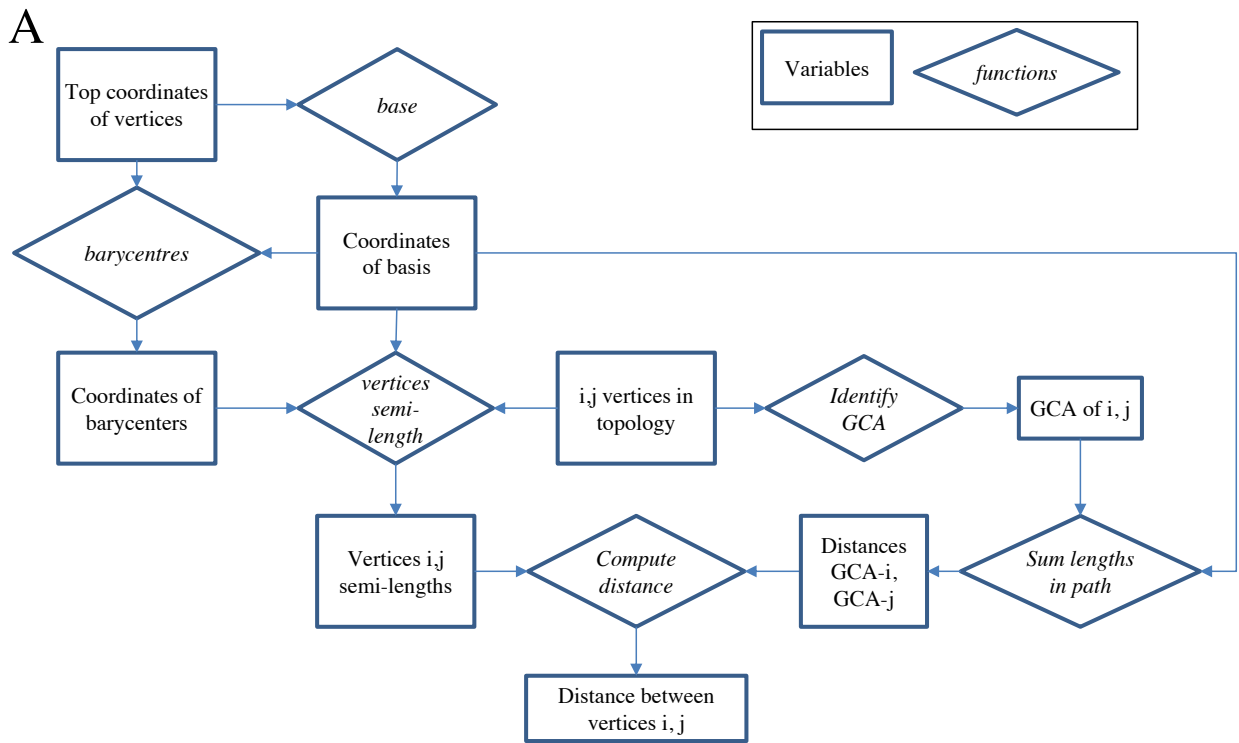 A
Top coordinates
of vertices
base
Variables
functions
barycentres
Coordinates
of basis
Coordinates of
barycenters
vertices
semi-
length
i,j vertices in
topology
Identify
GCA
GCA of i, j
Vertices i,j
semi-lengths
Compute
distance
Distances
GCA-i,
GCA-j
Sum lengths
in path
Distance between
vertices i, j